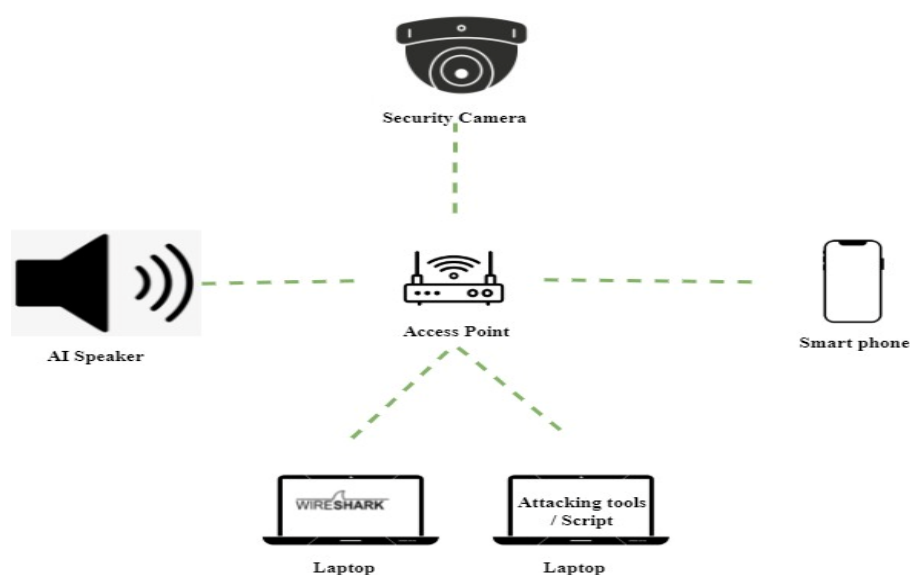 Security Camera
Access Point
AI Speaker
Smart phone
WIRESHARK
Attacking tools
/ Script
Laptop
Laptop